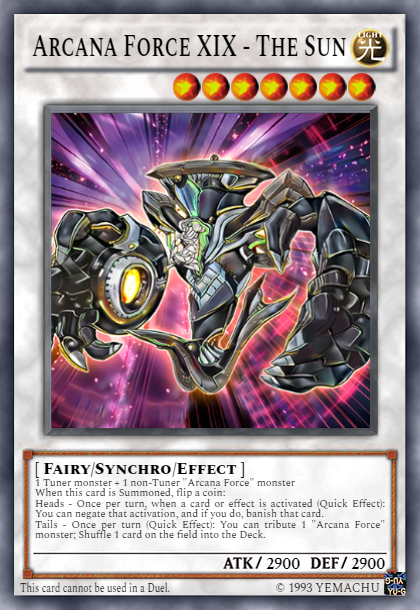 ARCANA FORCE XIX - THE SUN
LIGHT
光
[ FAIRY/SYNCHRO/EFFECT ]
1 Tuner monster + 1 non-Tuner "Arcana Force" monster
When this card is Summoned, flip a coin:
Heads - Once per turn, when a card or effect is activated (Quick Effect):
You can negate that activation, and if you do, banish that card.
Tails - Once per turn (Quick Effect): You can tribute 1 "Arcana Force"
monster; Shuffle 1 card on the field into the Deck.
ATK / 2900 DEF / 2900
This card cannot be used in a Duel.
© 1993 YEMACHU